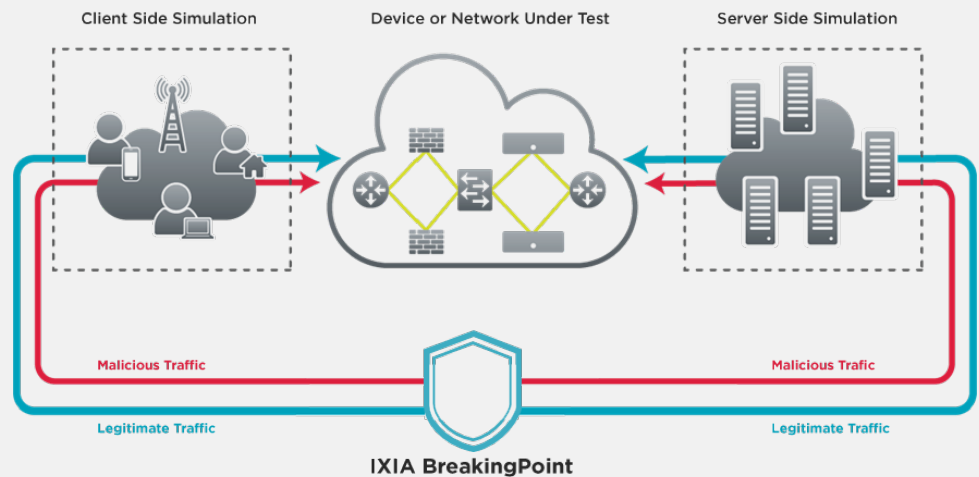 Client Side Simulation
Device or Network Under Test
Server Side Simulation
Malicious Traffic
Malicious Trafic
Legitimate Traffic
Legitimate Traffic
IXIA BreakingPoint